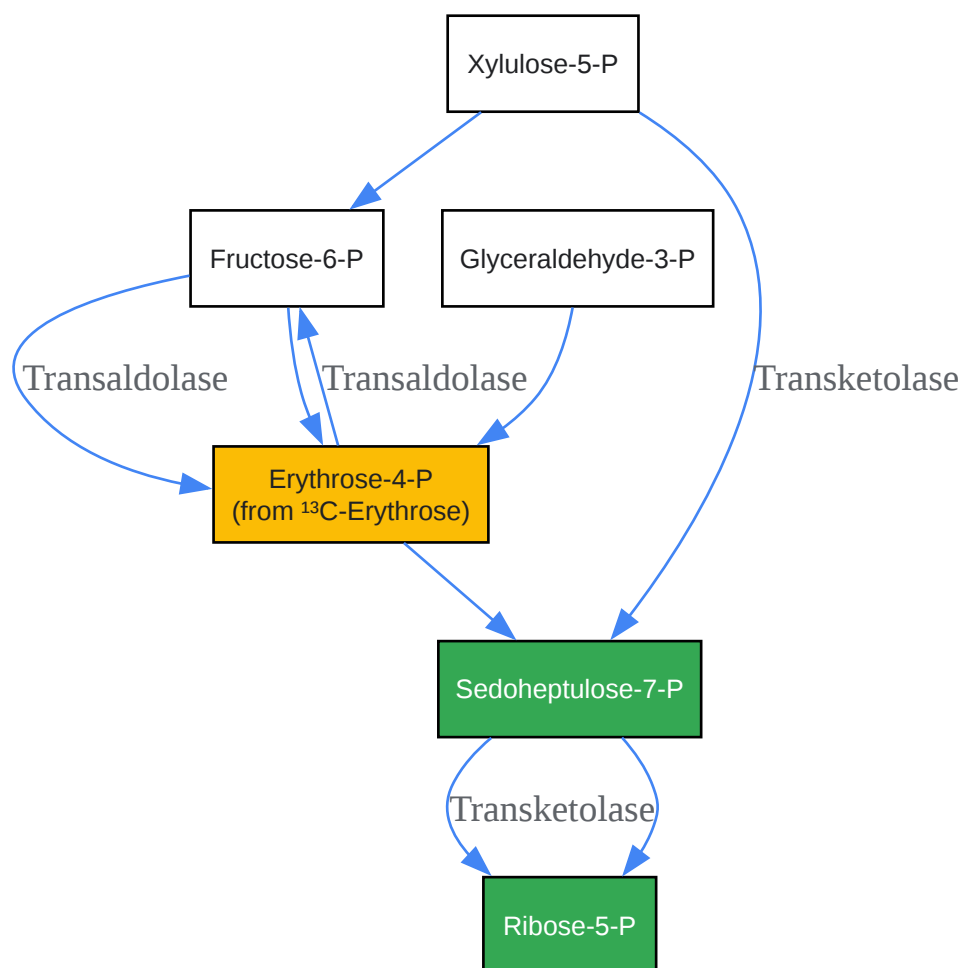 Xylulose-5-P
Fructose-6-P
Glyceraldehyde-3-P
Transaldolase
Transaldolase
Transketolase
Erythrose-4-P
(from ¹³C-Erythrose)
Sedoheptulose-7-P
Transketolase
Ribose-5-P